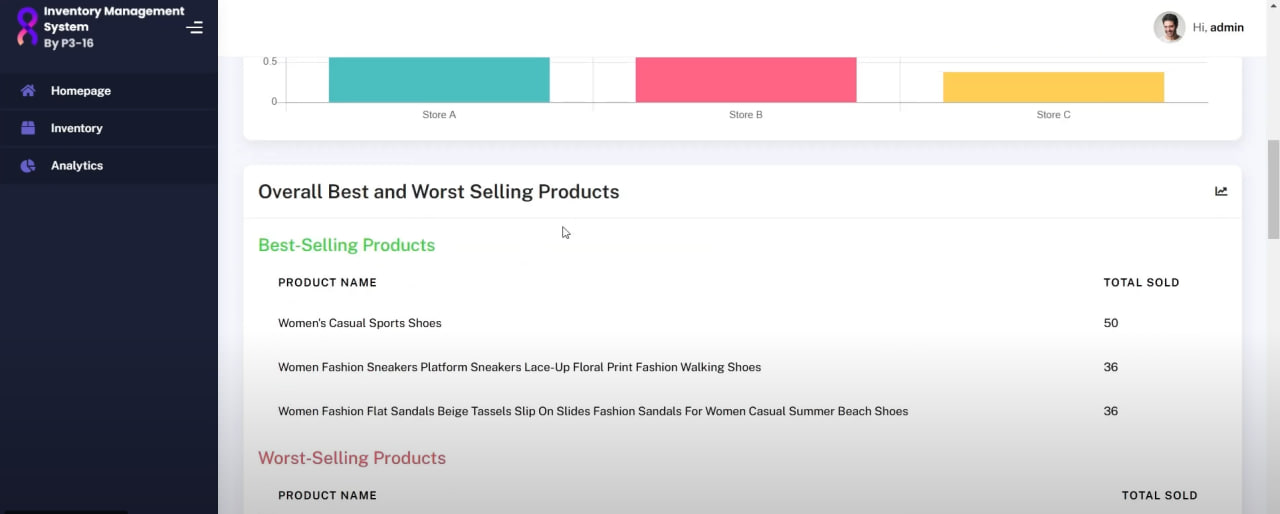 Inventory Management
System
By P3-16
Hi, admin
Homepage
Inventory
Analytics
0.5
0
Store A
Store B
Store C
Overall Best and Worst Selling Products
Best-Selling Products
PRODUCT NAME TOTAL SOLD
Women's Casual Sports Shoes 50
Women Fashion Sneakers Platform Sneakers Lace-Up Floral Print Fashion Walking Shoes 36
Women Fashion Flat Sandals Beige Tassels Slip On Slides Fashion Sandals For Women Casual Summer Beach Shoes 36
Worst-Selling Products
PRODUCT NAME TOTAL SOLD